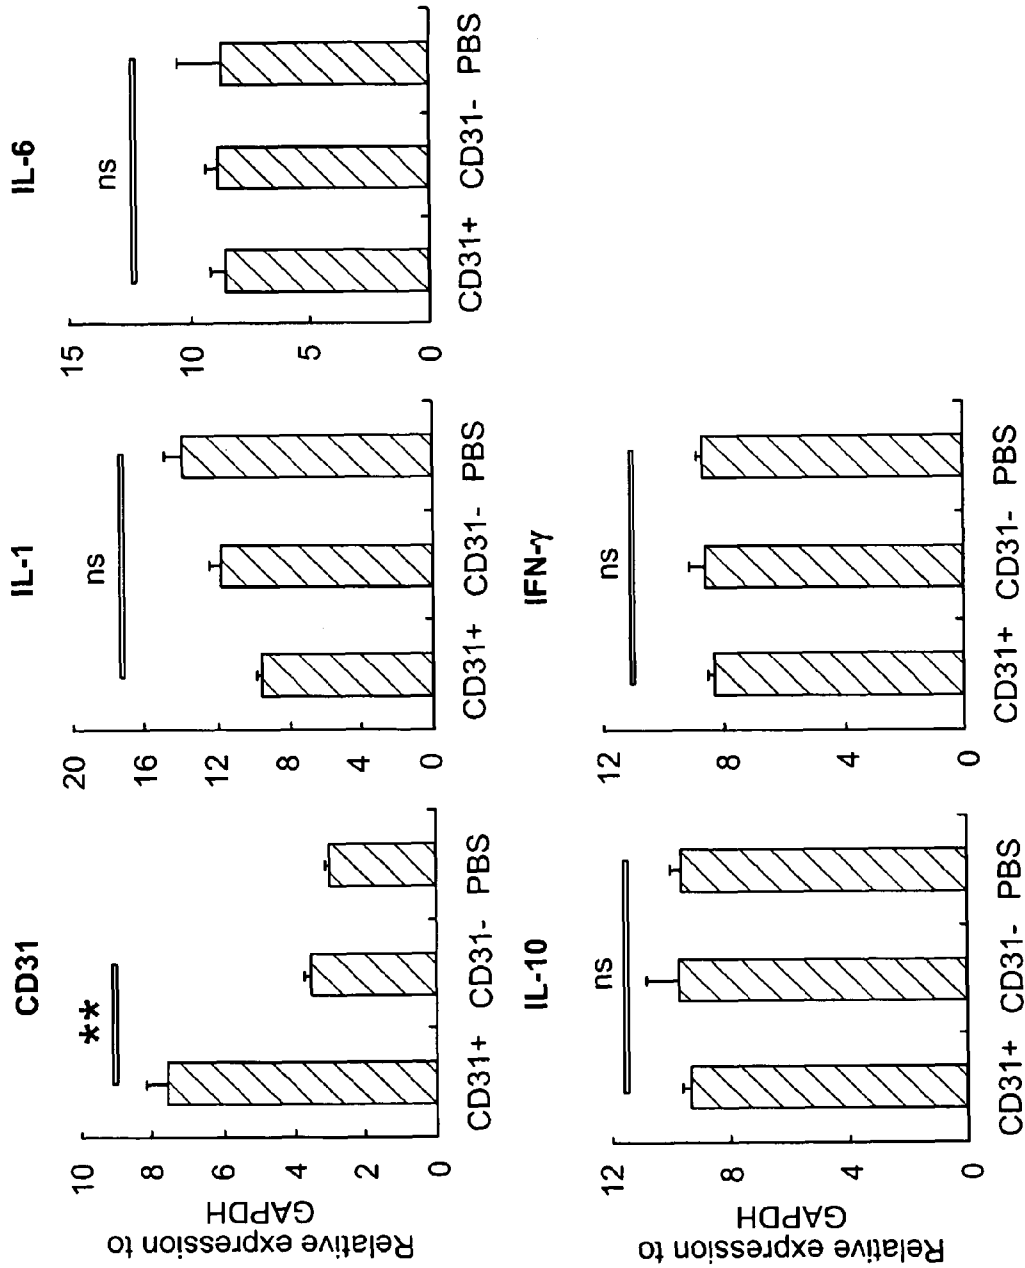 CD31
**
10
8
6
4
2
0
Relative expression to
GAPDH
CD31+ CD31- PBS
IL-1
ns
20
16
12
8
4
0
CD31+ CD31- PBS
IL-6
ns
15
10
5
0
CD31+ CD31- PBS
IL-10
ns
12
8
4
0
Relative expression to
GAPDH
CD31+ CD31- PBS
IFN-γ
ns
12
8
4
0
CD31+ CD31- PBS